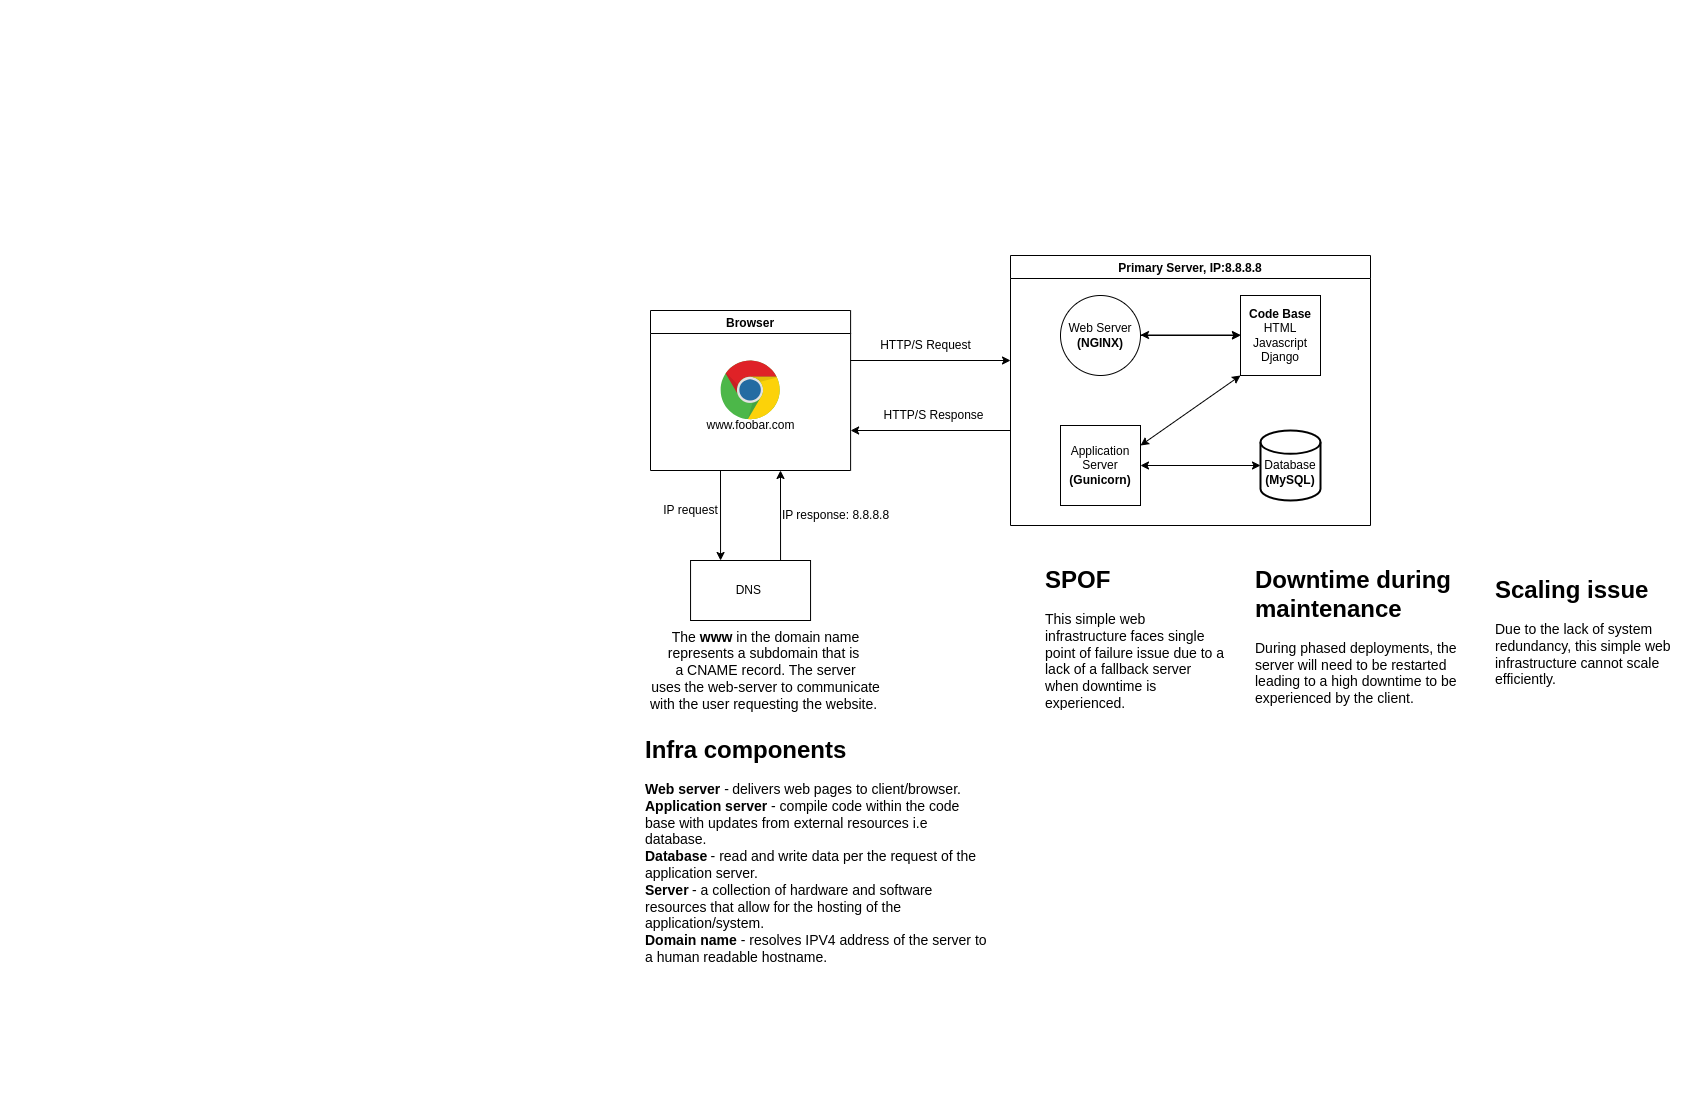 Primary Server, IP:8.8.8.8
Browser
www.foobar.com
HTTP/S Request
HTTP/S Response
Web Server
(NGINX)
Code Base
HTML
Javascript
Django
Application
Server
(Gunicorn)
Database
(MySQL)
IP request
IP response: 8.8.8.8
DNS
The www in the domain name
represents a subdomain that is
a CNAME record. The server
uses the web-server to communicate
with the user requesting the website.
SPOF
This simple web
infrastructure faces single
point of failure issue due to a
lack of a fallback server
when downtime is
experienced.
Downtime during
maintenance
During phased deployments, the
server will need to be restarted
leading to a high downtime to be
experienced by the client.
Scaling issue
Due to the lack of system
redundancy, this simple web
infrastructure cannot scale
efficiently.
Infra components
Web server - delivers web pages to client/browser.
Application server - compile code within the code
base with updates from external resources i.e
database.
Database - read and write data per the request of the
application server.
Server - a collection of hardware and software
resources that allow for the hosting of the
application/system.
Domain name - resolves IPV4 address of the server to
a human readable hostname.